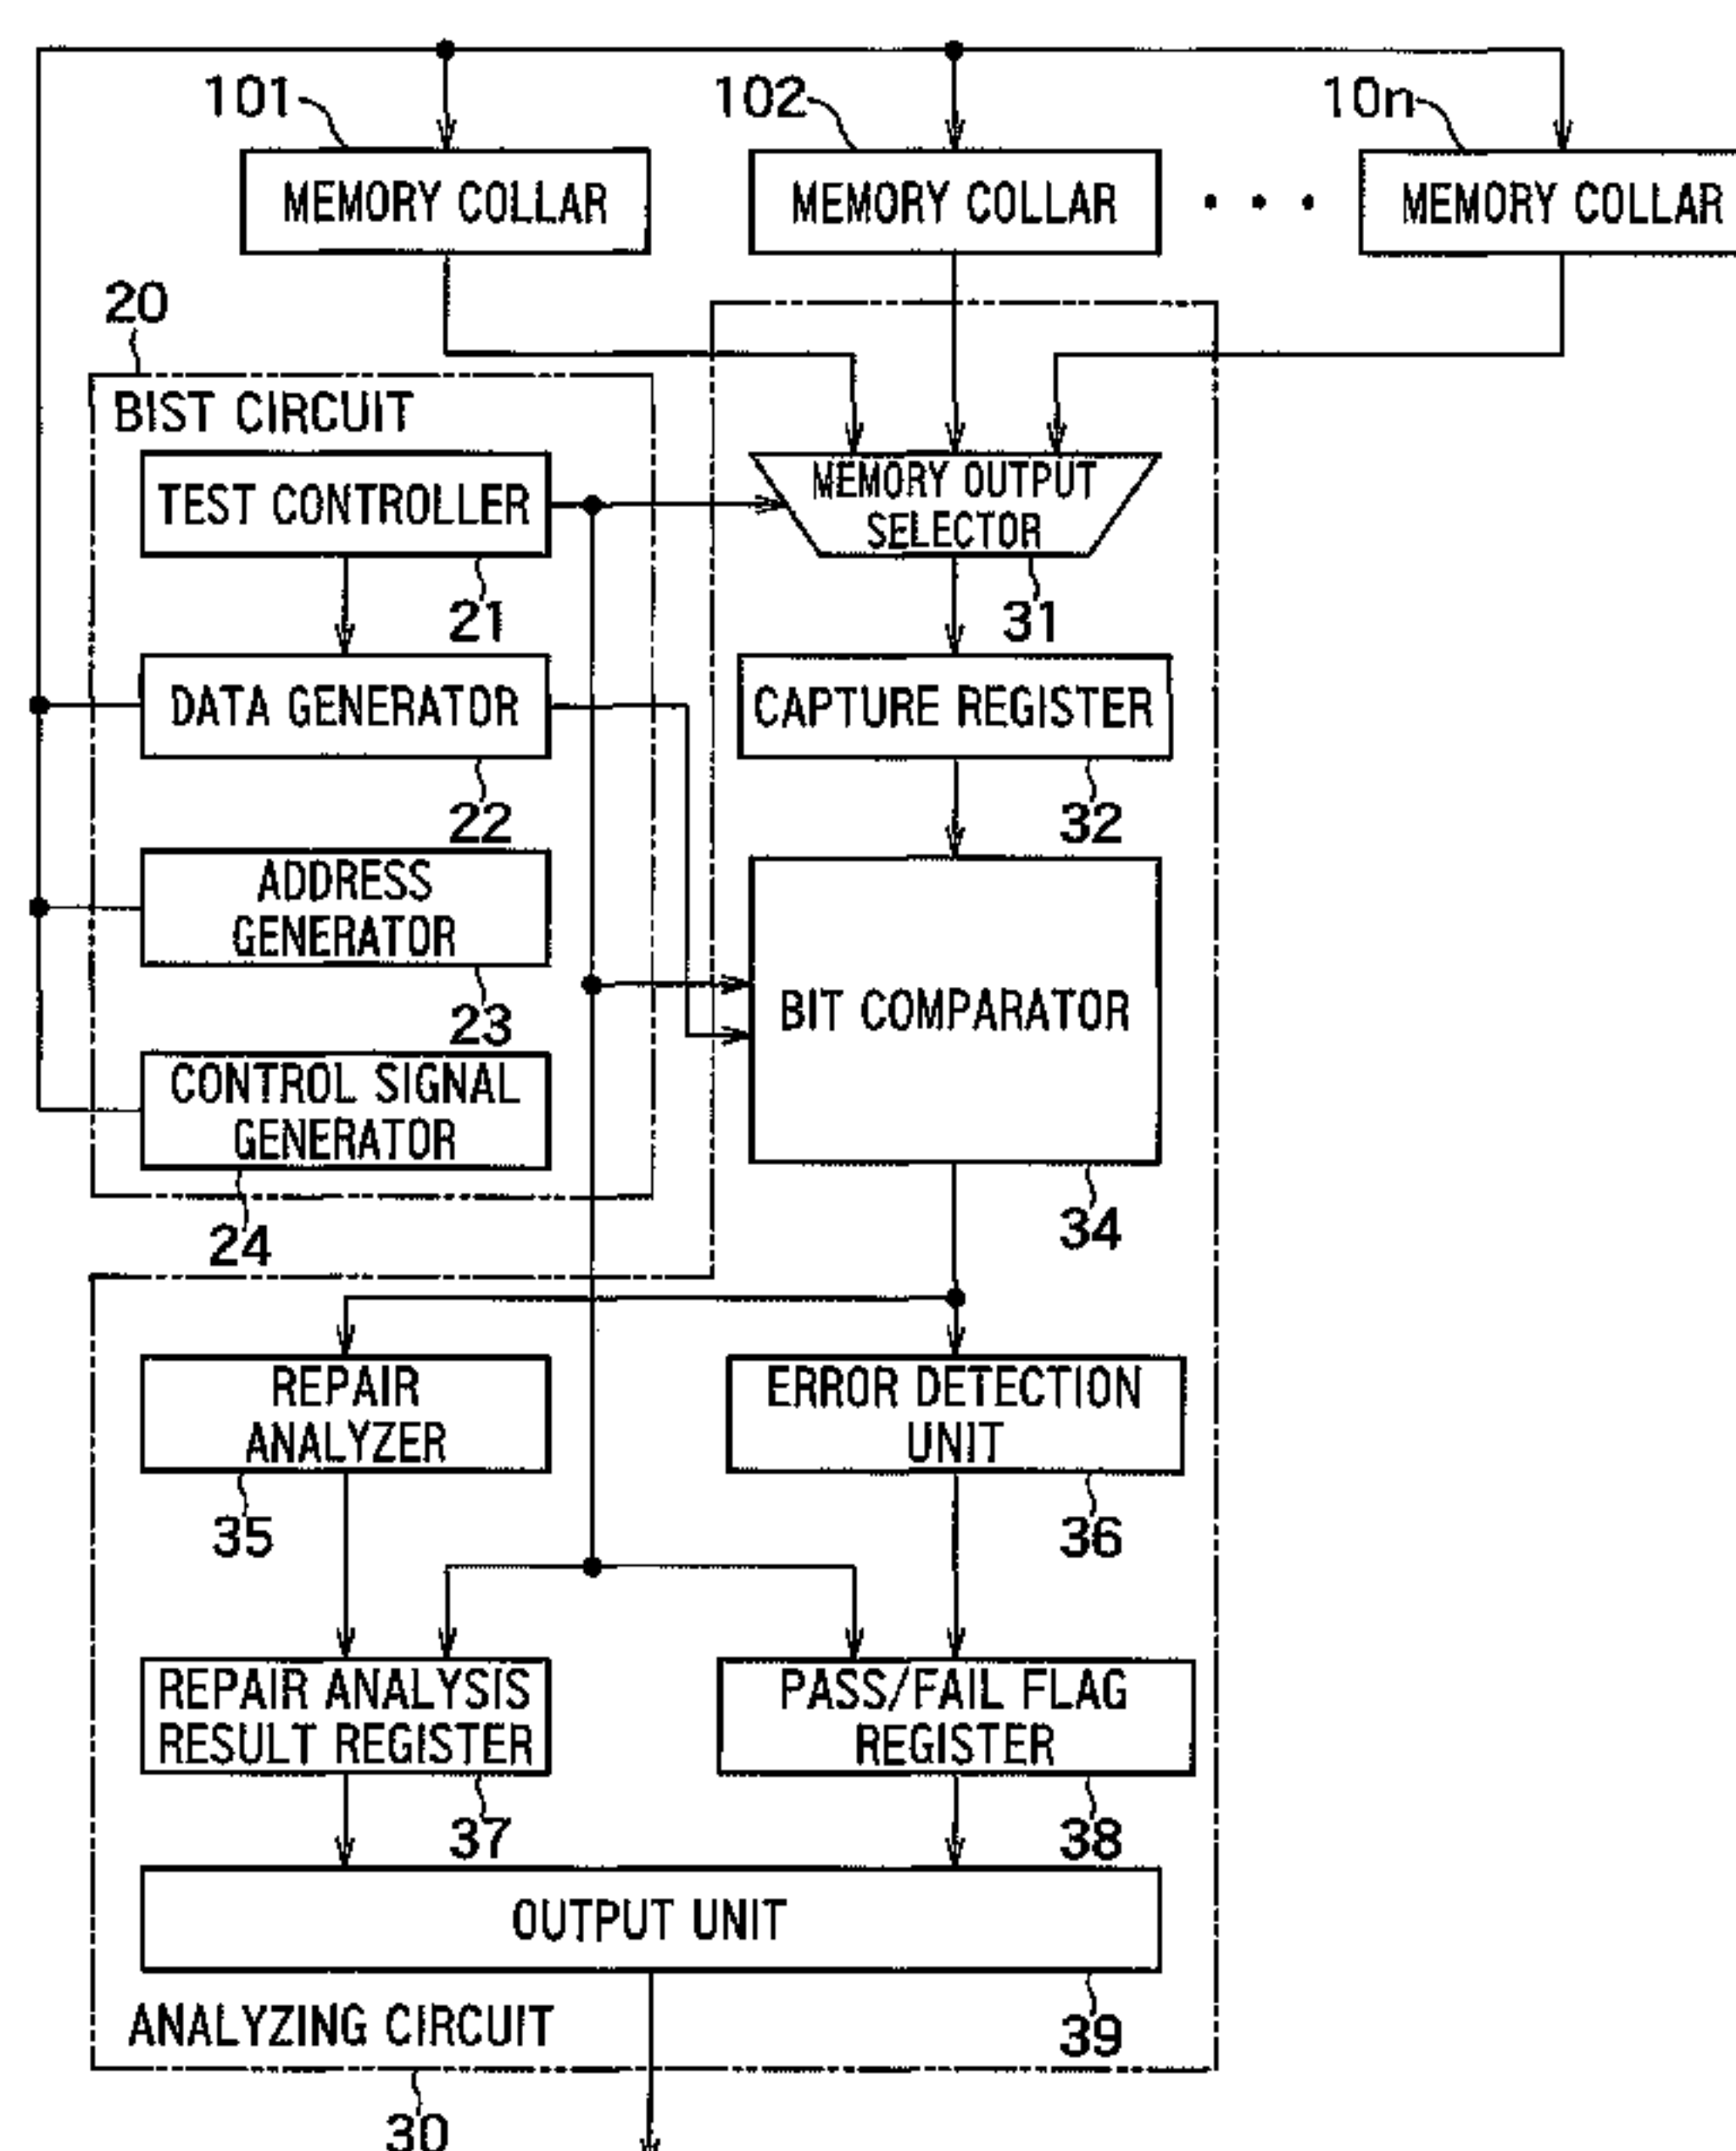 101
102
10n
MEMORY COLLAR
MEMORY COLLAR
MEMORY COLLAR
20
BIST CIRCUIT
TEST CONTROLLER
MEMORY OUTPUT
SELECTOR
21
31
DATA GENERATOR
CAPTURE REGISTER
22
32
ADDRESS
GENERATOR
23
BIT COMPARATOR
CONTROL SIGNAL
GENERATOR
24
34
REPAIR
ANALYZER
ERROR DETECTION
UNIT
35
36
REPAIR ANALYSIS
RESULT REGISTER
PASS/FAIL FLAG
REGISTER
37
38
OUTPUT UNIT
39
ANALYZING CIRCUIT
30